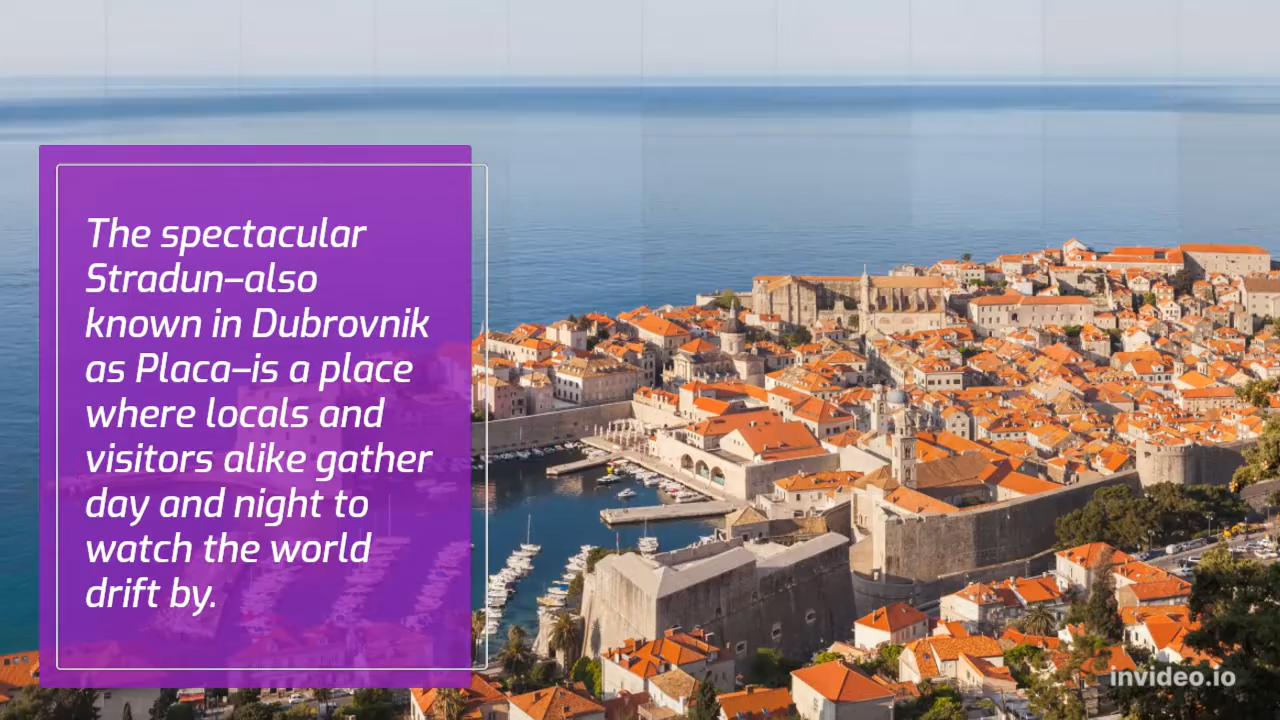 The spectacular
Stradun–also
known in Dubrovnik
as Placa–is a place
where locals and
visitors alike gather
day and night to
watch the world
drift by.
invideo.io